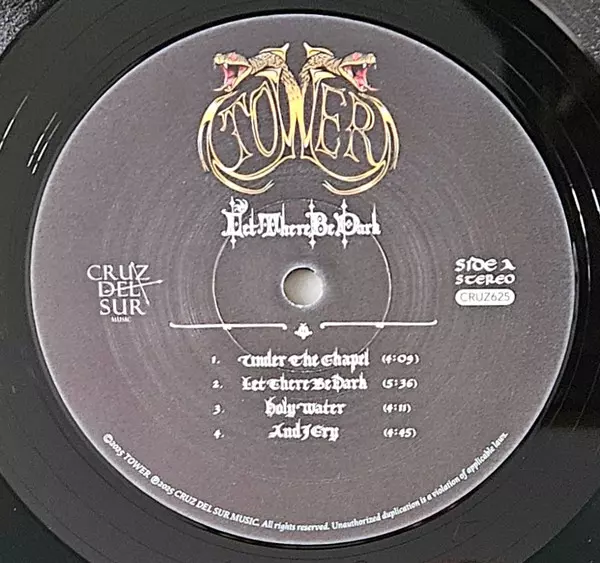 TOWER
Let There Be Dark
CRUZ
DEL
SUR
MUSIC
SIDE A
STEREO
CRUZ625
1. Under The Chapel (4:09)
2. Let There Be Dark (5:36)
3. Holy Water (4:11)
4. And I Cry (4:45)
©2025 TOWER ℗2025 CRUZ DEL SUR MUSIC. All rights reserved. Unauthorized duplication is a violation of applicable laws.